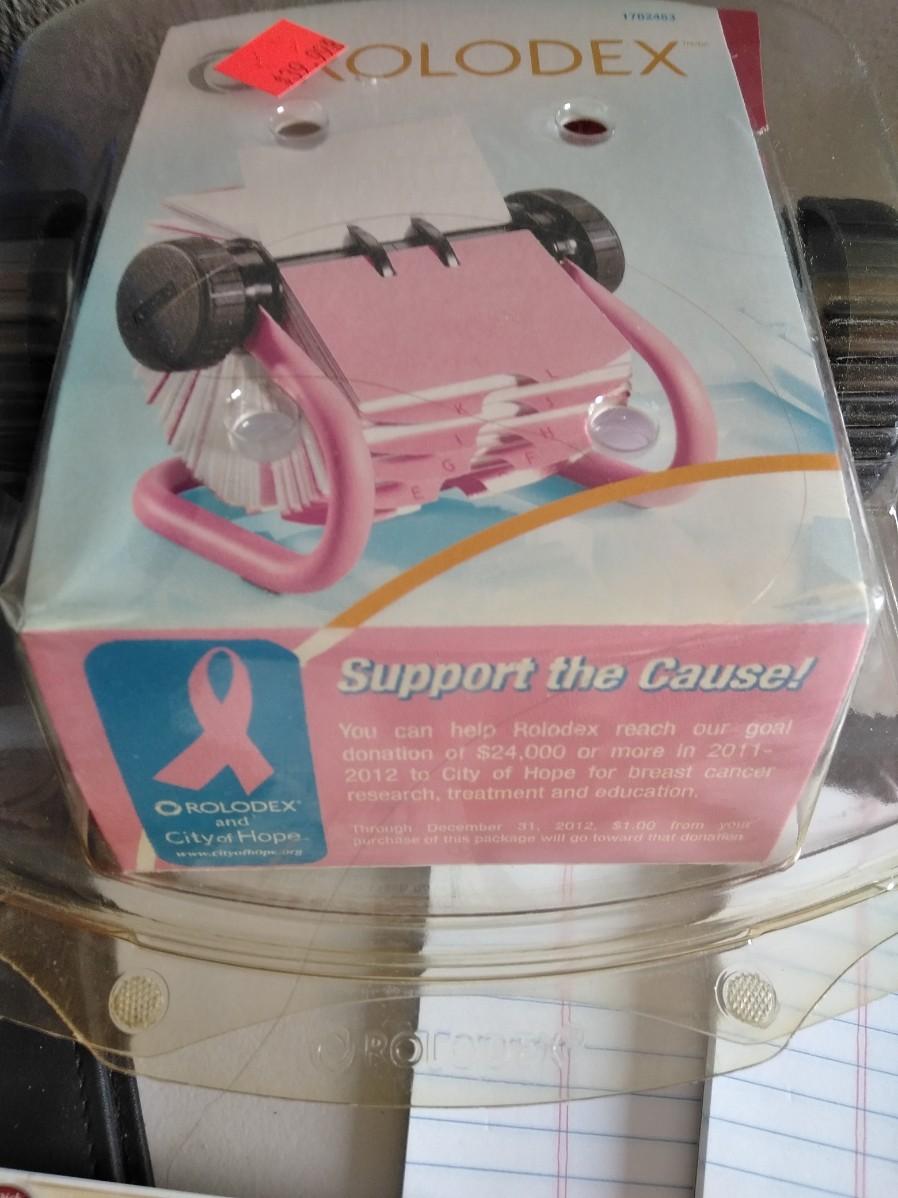 1782463
ROLODEX
$39.99
L
K J
I H
G F
E
Support the Cause!
You can help Rolodex reach our goal
donation of $24,000 or more in 2011-
2012 to City of Hope for breast cancer
research, treatment and education.
Through December 31, 2012, $1.00 from your
purchase of this package will go toward that donation
ROLODEX®
and
City of Hope
www.cityofhope.org
ROLODEX®